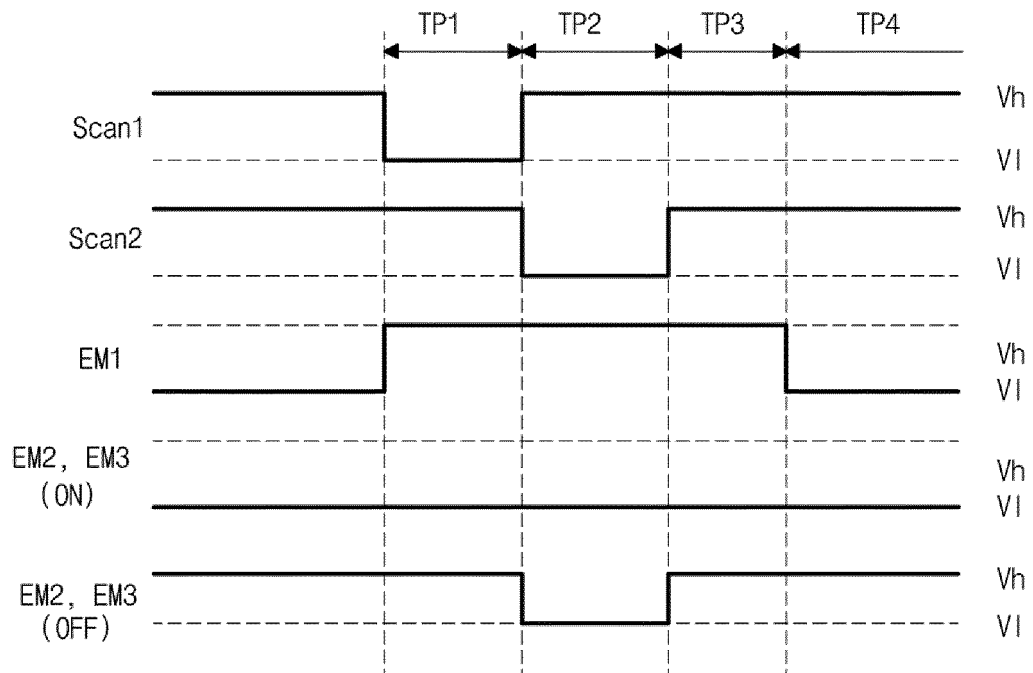 TP1 TP2 TP3 TP4
Scan1
Vh
Vl
Scan2
Vh
Vl
EM1
Vh
Vl
EM2, EM3
(ON)
Vh
Vl
EM2, EM3
(OFF)
Vh
Vl